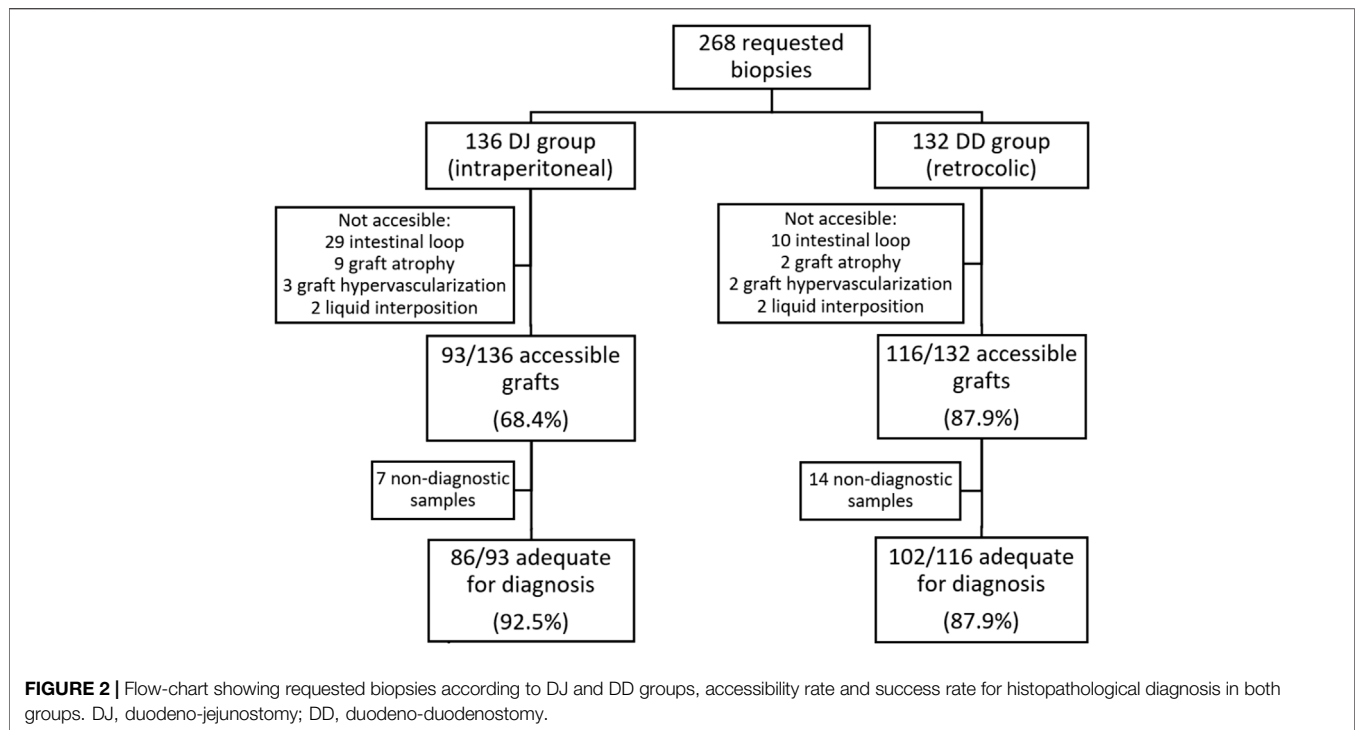 268 requested
biopsies
136 DJ group
(intraperitoneal)
132 DD group
(retrocolic)
Not accesible:
29 intestinal loop
9 graft atrophy
3 graft hypervascularization
2 liquid interposition
Not accesible:
10 intestinal loop
2 graft atrophy
2 graft hypervascularization
2 liquid interposition
93/136 accessible
grafts
(68.4%)
116/132 accessible
grafts
(87.9%)
7 non-diagnostic
samples
14 non-diagnostic
samples
86/93 adequate
for diagnosis
(92.5%)
102/116 adequate
for diagnosis
(87.9%)
FIGURE 2 | Flow-chart showing requested biopsies according to DJ and DD groups, accessibility rate and success rate for histopathological diagnosis in both
groups. DJ, duodeno-jejunostomy; DD, duodeno-duodenostomy.